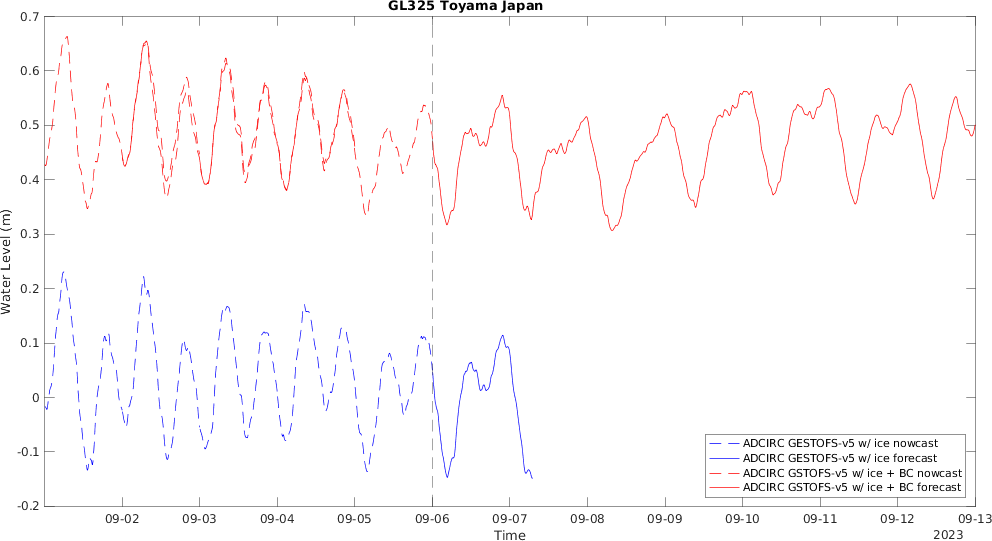 GL325 Toyama Japan
0.7
0.6
0.5
0.4
0.3
0.2
0.1
0
-0.1
-0.2
Water Level (m)
ADCIRC GESTOFS-v5 w/ ice nowcast
ADCIRC GESTOFS-v5 w/ ice forecast
ADCIRC GSTOFS-v5 w/ ice + BC nowcast
ADCIRC GSTOFS-v5 w/ ice + BC forecast
09-02 09-03 09-04 09-05 09-06 09-07 09-08 09-09 09-10 09-11 09-12 09-13
Time
2023